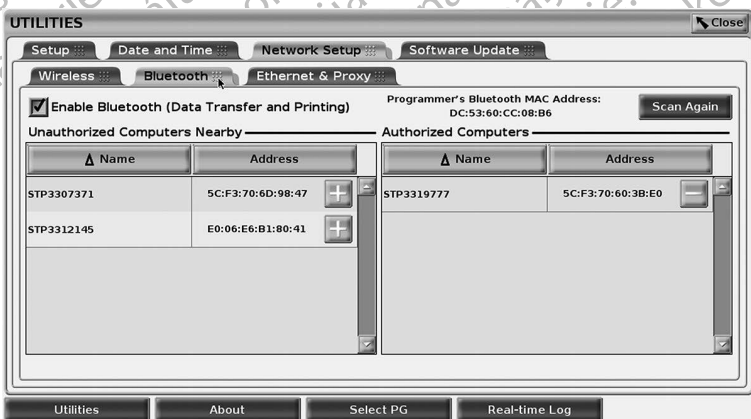 UTILITIES
Close
Setup Date and Time Network Setup Software Update
Wireless Bluetooth Ethernet & Proxy
Enable Bluetooth (Data Transfer and Printing)
Programmer's Bluetooth MAC Address:
DC:53:60:CC:08:B6
Scan Again
Unauthorized Computers Nearby
Δ Name Address
STP3307371 5C:F3:70:6D:98:47 +
STP3312145 E0:06:E6:B1:80:41 +
Authorized Computers
Δ Name Address
STP3319777 5C:F3:70:60:3B:E0 −
Utilities About Select PG Real-time Log